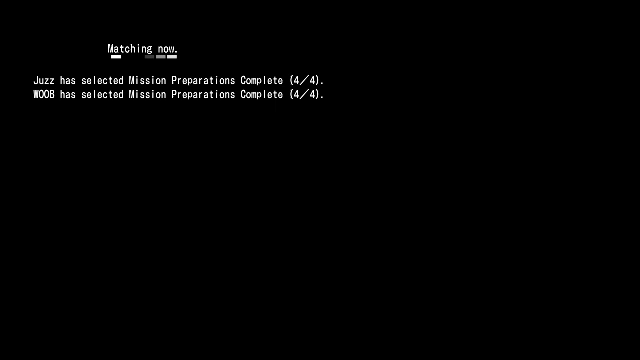 Matching now.
Juzz has selected Mission Preparations Complete (4/4).
WOOB has selected Mission Preparations Complete (4/4).